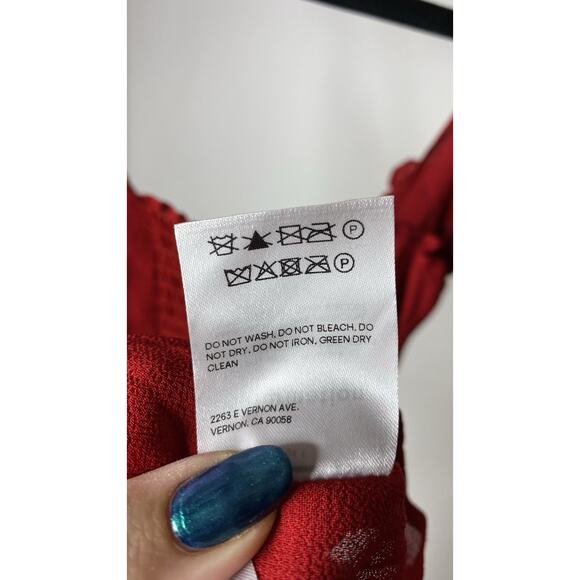 P
P
DO NOT WASH, DO NOT BLEACH, DO
NOT DRY, DO NOT IRON, GREEN DRY
CLEAN
2263 E VERNON AVE.
VERNON, CA 90058